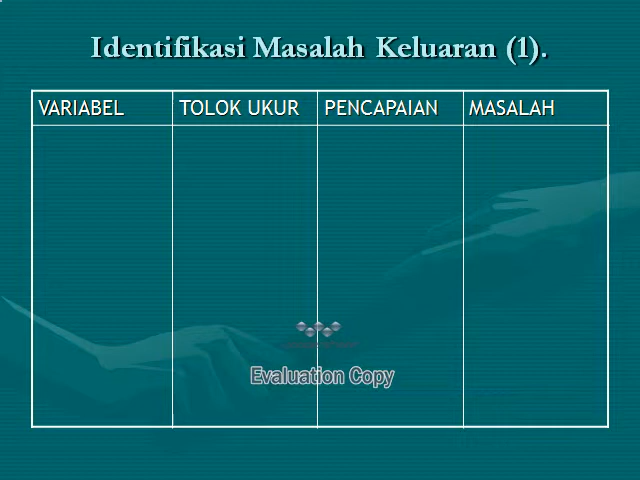 Identifikasi Masalah Keluaran (1).
VARIABEL TOLOK UKUR PENCAPAIAN MASALAH
Evaluation Copy